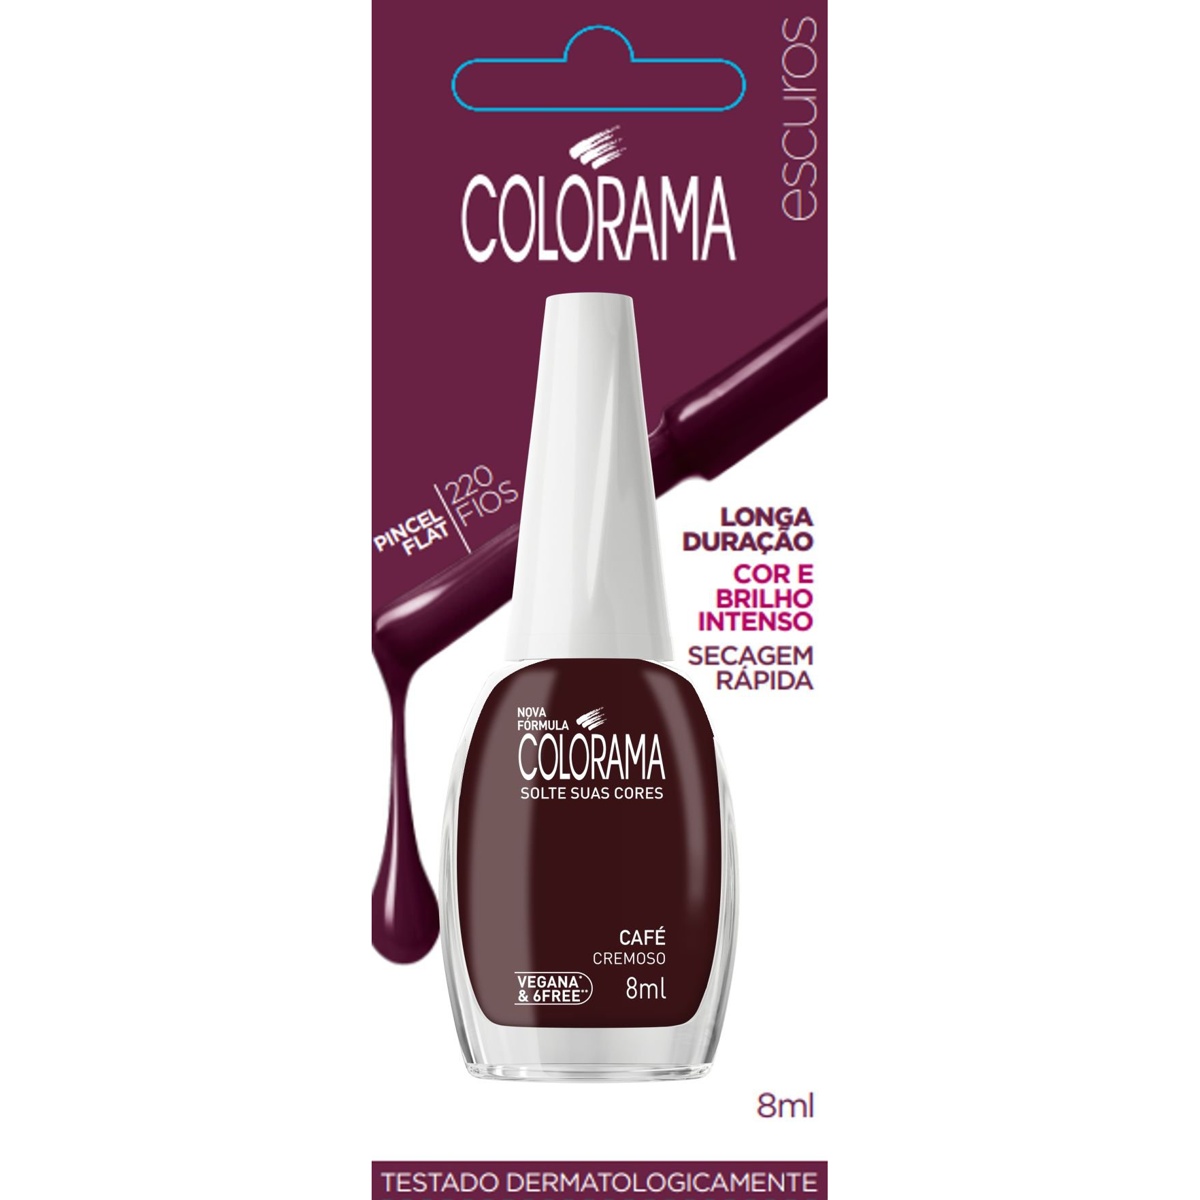 escuros
COLORAMA
PINCEL
FLAT
220
FIOS
LONGA
DURAÇÃO
COR E
BRILHO
INTENSO
SECAGEM
RÁPIDA
NOVA
FÓRMULA
COLORAMA
SOLTE SUAS CORES
CAFÉ
CREMOSO
VEGANA*
& 6FREE**
8ml
8ml
TESTADO DERMATOLOGICAMENTE